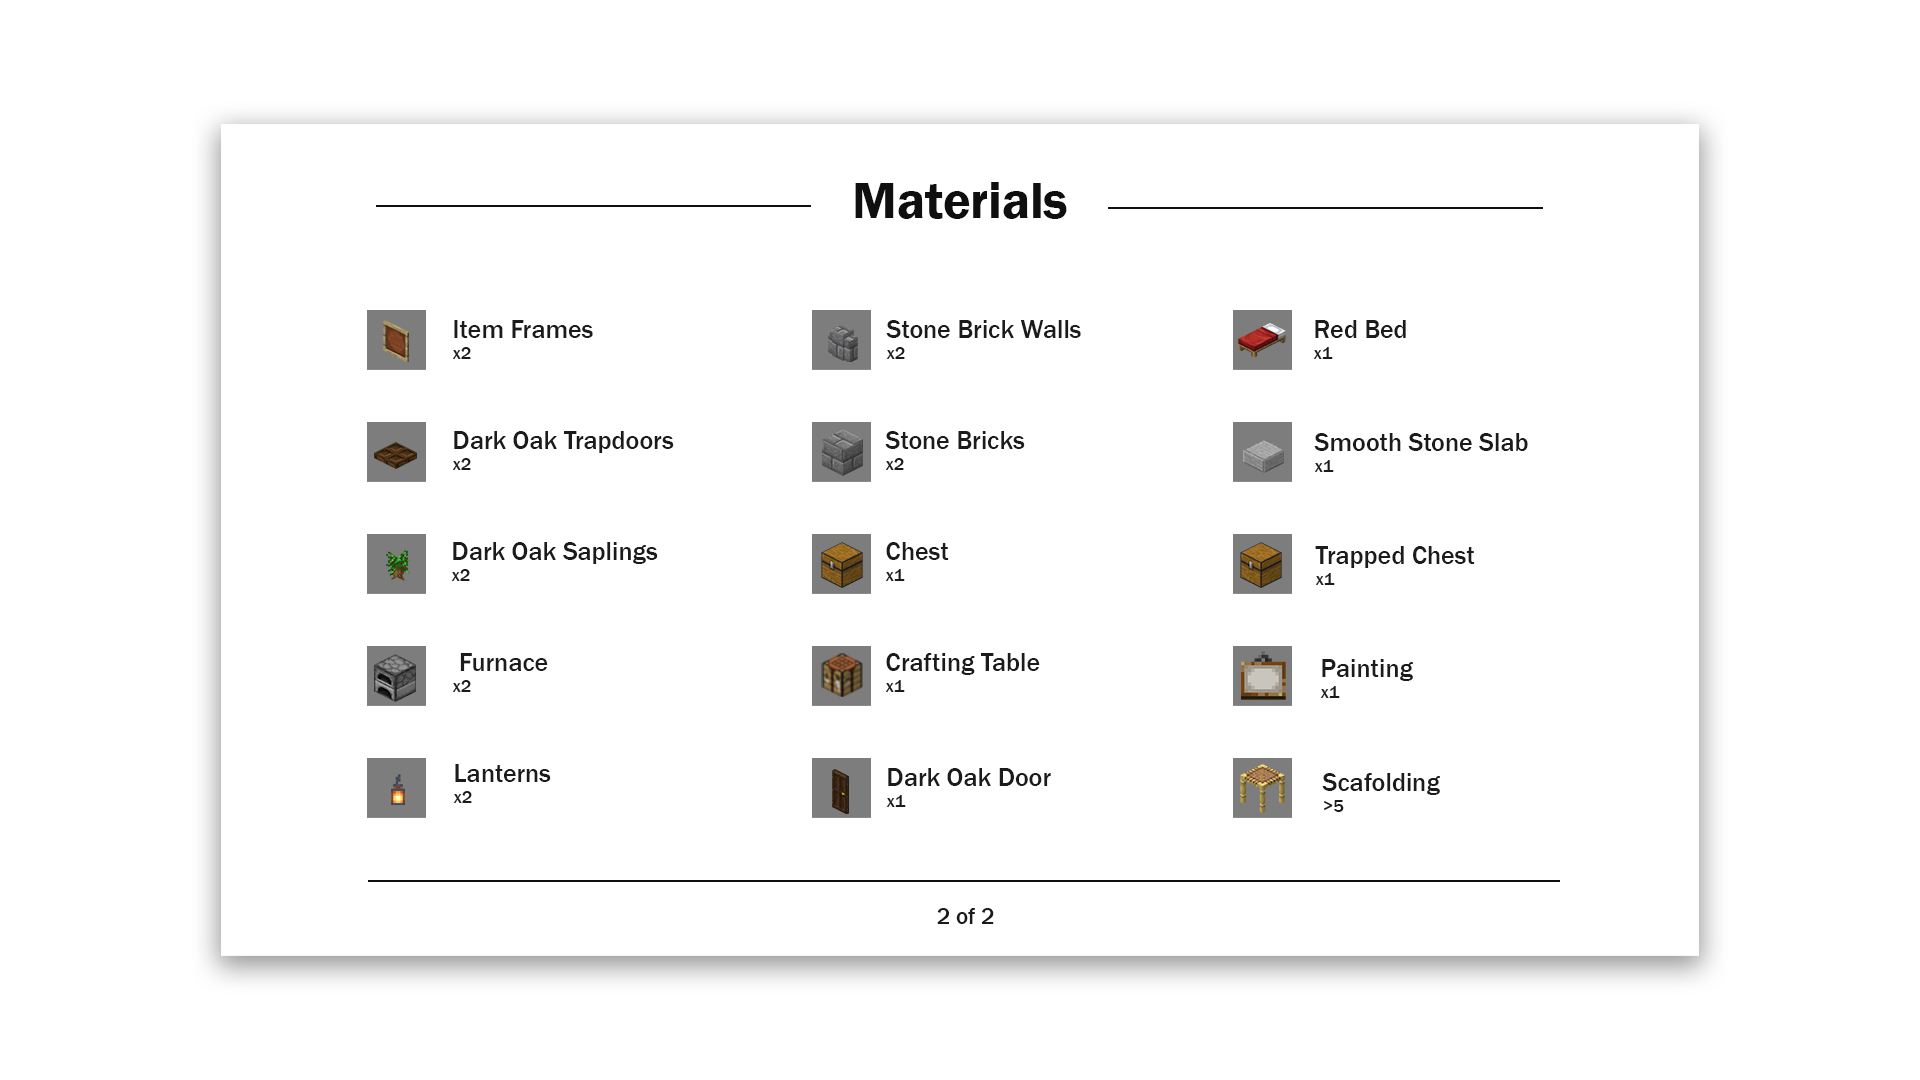 Materials
Item Frames
x2
Stone Brick Walls
x2
Red Bed
x1
Dark Oak Trapdoors
x2
Stone Bricks
x2
Smooth Stone Slab
x1
Dark Oak Saplings
x2
Chest
x1
Trapped Chest
x1
Furnace
x2
Crafting Table
x1
Painting
x1
Lanterns
x2
Dark Oak Door
x1
Scafolding
>5
2 of 2